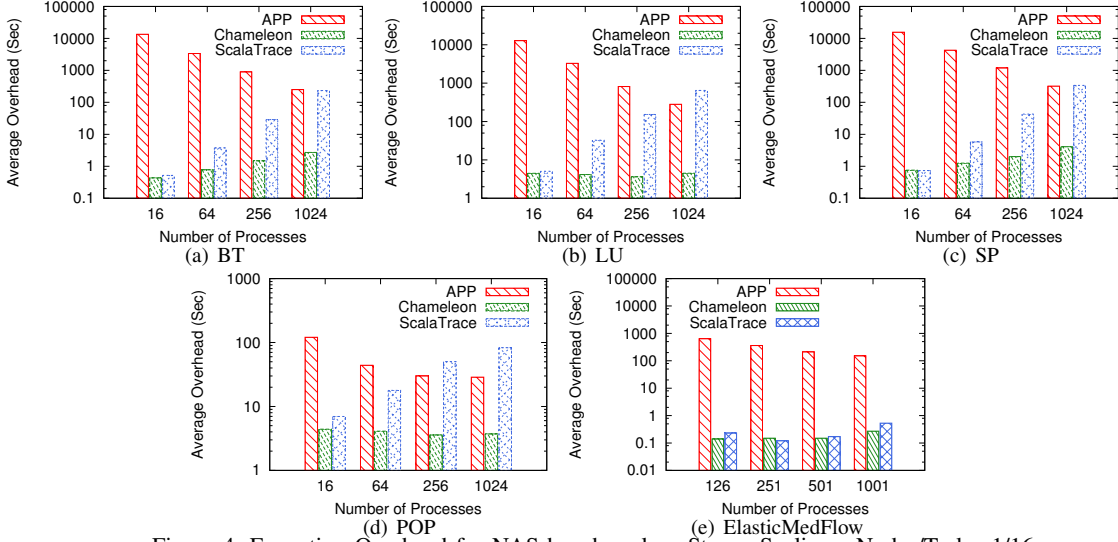 Average Overhead (Sec)
100000
10000
1000
100
10
1
0.1
APP
Chameleon
ScalaTrace
16 64 256 1024
Number of Processes
(a) BT
Average Overhead (Sec)
100000
10000
1000
100
10
1
APP
Chameleon
ScalaTrace
16 64 256 1024
Number of Processes
(b) LU
Average Overhead (Sec)
100000
10000
1000
100
10
1
0.1
APP
Chameleon
ScalaTrace
16 64 256 1024
Number of Processes
(c) SP
Average Overhead (Sec)
1000
100
10
1
APP
Chameleon
ScalaTrace
16 64 256 1024
Number of Processes
(d) POP
Average Overhead (Sec)
100000
10000
1000
100
10
1
0.1
0.01
APP
Chameleon
ScalaTrace
126 251 501 1001
Number of Processes
(e) ElasticMedFlow